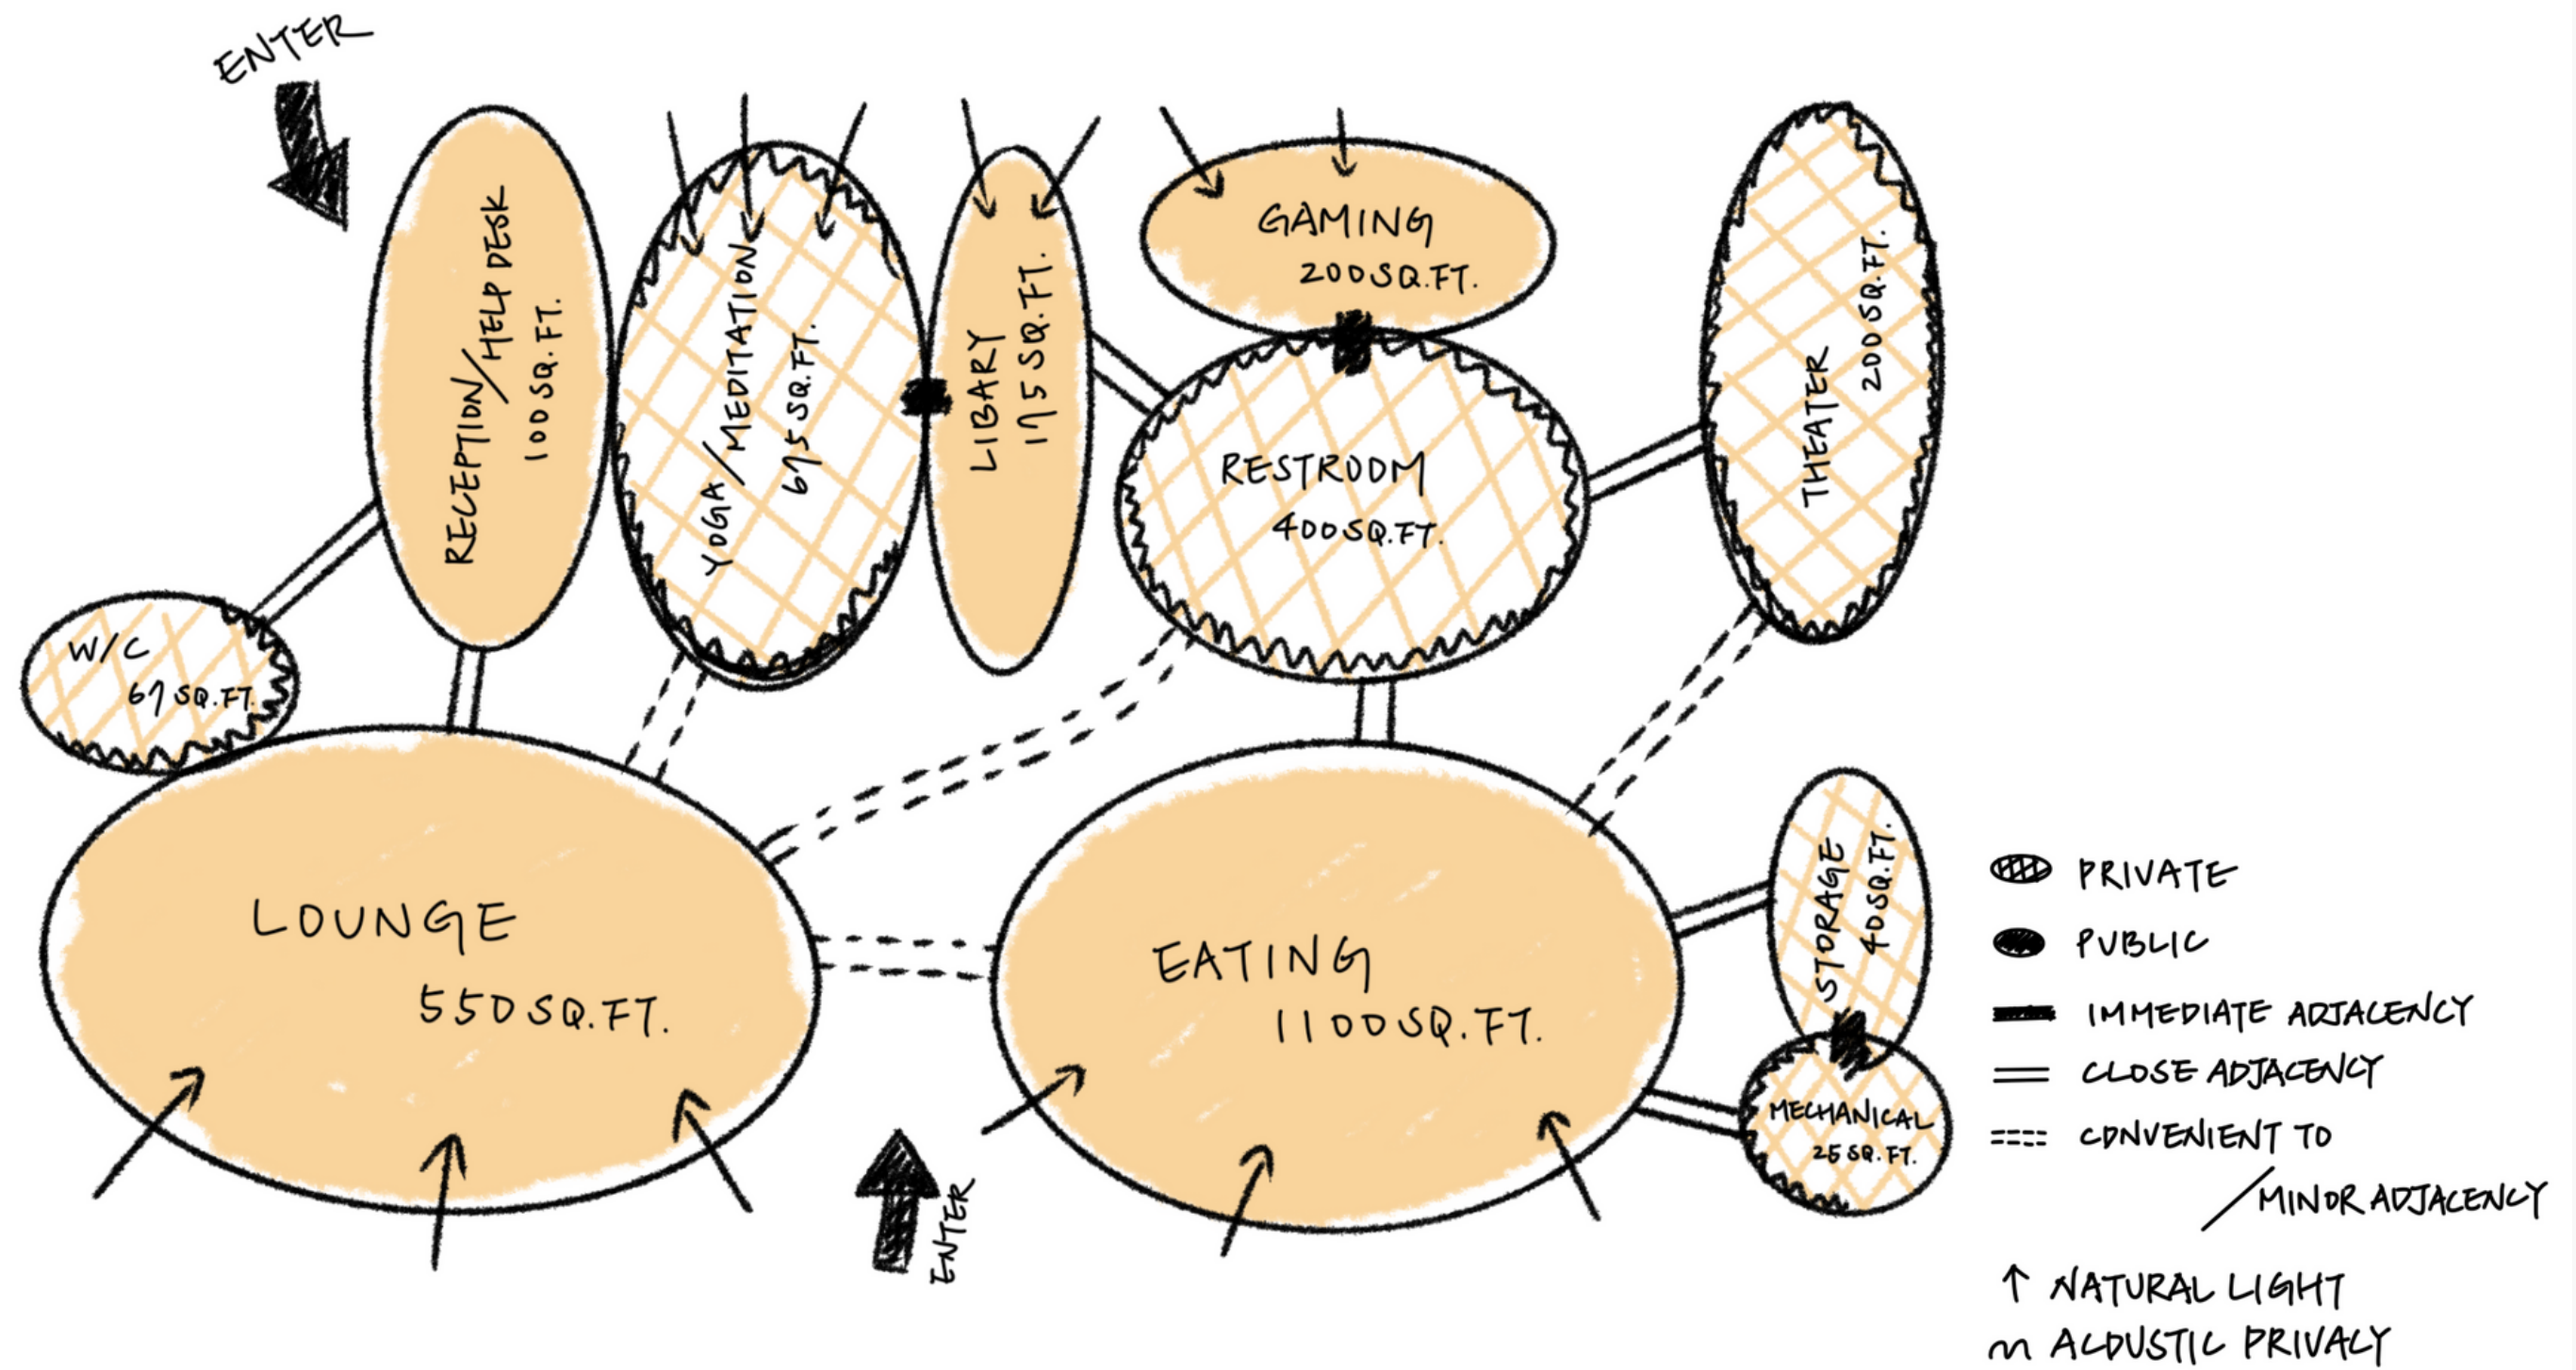 ENTER
RECEPTION/HELP DESK
100 SQ.FT.
YOGA/MEDITATION
675 SQ.FT.
LIBARY
175 SQ.FT.
GAMING
200 SQ.FT.
RESTROOM
400 SQ.FT.
THEATER
200 SQ.FT.
W/C
67 SQ.FT.
LOUNGE
550 SQ.FT.
EATING
1100 SQ.FT.
STORAGE
40 SQ.FT.
MECHANICAL
25 SQ.FT.
ENTER
PRIVATE
PUBLIC
IMMEDIATE ADJACENCY
CLOSE ADJACENCY
CONVENIENT TO
/MINOR ADJACENCY
NATURAL LIGHT
ACOUSTIC PRIVACY